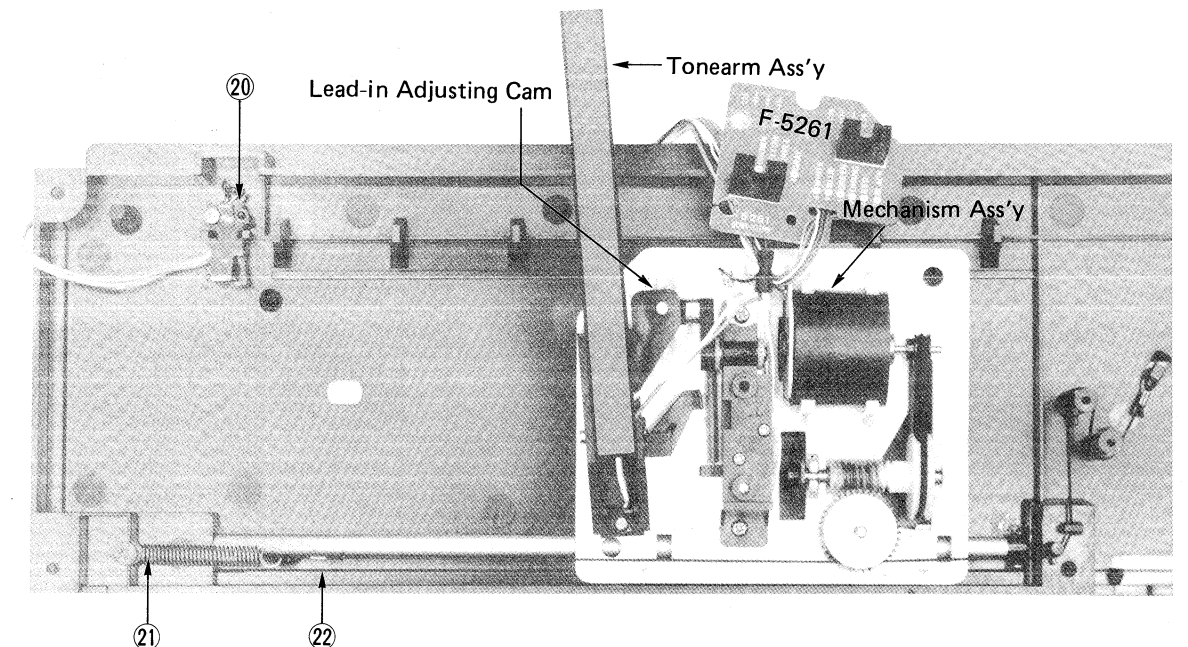 Tonearm Ass'y
⑳
Lead-in Adjusting Cam
F-5261
Mechanism Ass'y
㉑
㉒